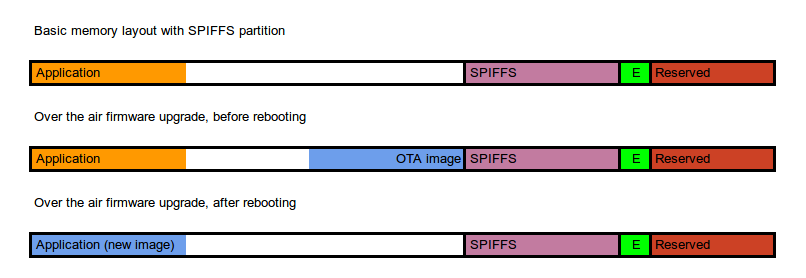 Basic memory layout with SPIFFS partition
Application SPIFFS E Reserved
Over the air firmware upgrade, before rebooting
Application OTA image SPIFFS E Reserved
Over the air firmware upgrade, after rebooting
Application (new image) SPIFFS E Reserved